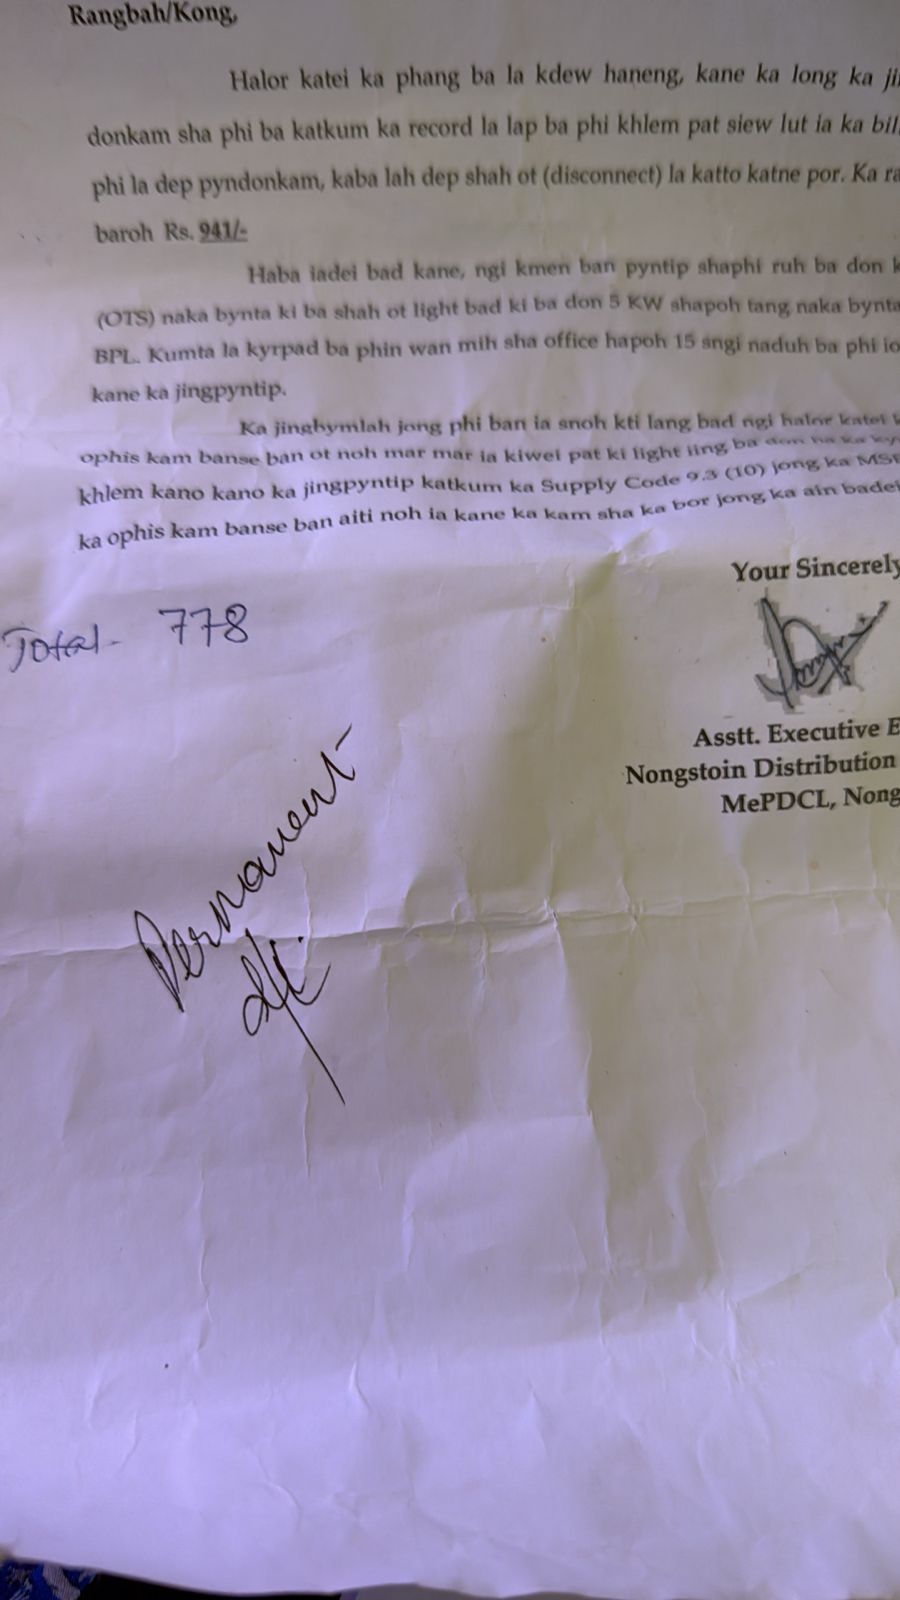 Rangbah/Kong,
Halor katei ka phang ba la kdew haneng, kane ka long ka
donkam sha phi ba katkum ka record la lap ba phi khlem pat siew lut ia ka bil
phi la dep pyndonkam, kaba lah dep shah ot (disconnect) la katto katne por. Ka
baroh Rs. 941/-
Haba iadei bad kane, ngi kmen ban pyntip shaphi ruh ba don
(OTS) naka bynta ki ba shah ot light bad ki ba don 5 KW shapoh tang naka bynta
BPL. Kumta la kyrpad ba phin wan mih sha office hapoh 15 sngi naduh ba phi
kane ka jingpyntip.
Ka jingbymlah jong phi ban ia snoh kti lang bad ngi halor katei
ophis kam banse ban ot noh mar mar ia kiwei pat ki light iing ba don ha ka
khlem kano kano ka jingpyntip katkum ka Supply Code 9.3 (10) jong ka
ka ophis kam banse ban aiti noh ia kane ka kam sha ka bor jong ka ain
Your Sincerely
Total - 778
Asstt. Executive
Nongstoin Distribution
MePDCL,
Permanent